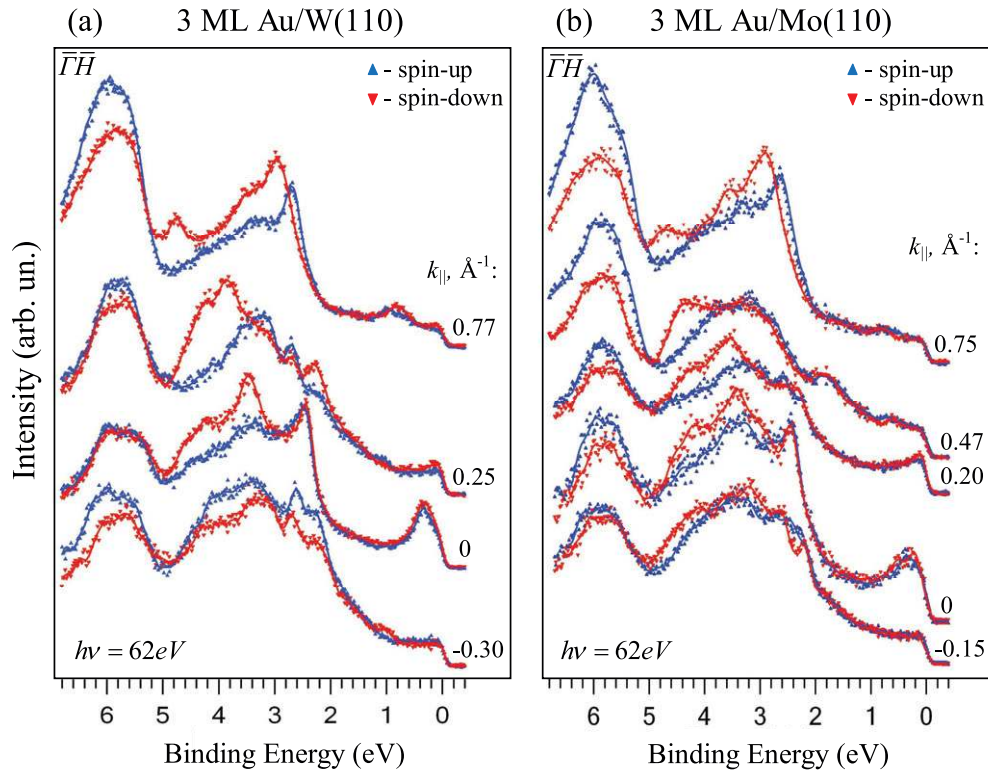 (a) 3 ML Au/W(110)
Γ̅H̅
▲ - spin-up
▼ - spin-down
k||, Å-1:
0.77
0.25
0
-0.30
hν = 62eV
6 5 4 3 2 1 0
Binding Energy (eV)
Intensity (arb. un.)
(b) 3 ML Au/Mo(110)
Γ̅H̅
▲ - spin-up
▼ - spin-down
k||, Å-1:
0.75
0.47
0.20
0
-0.15
hν = 62eV
6 5 4 3 2 1 0
Binding Energy (eV)